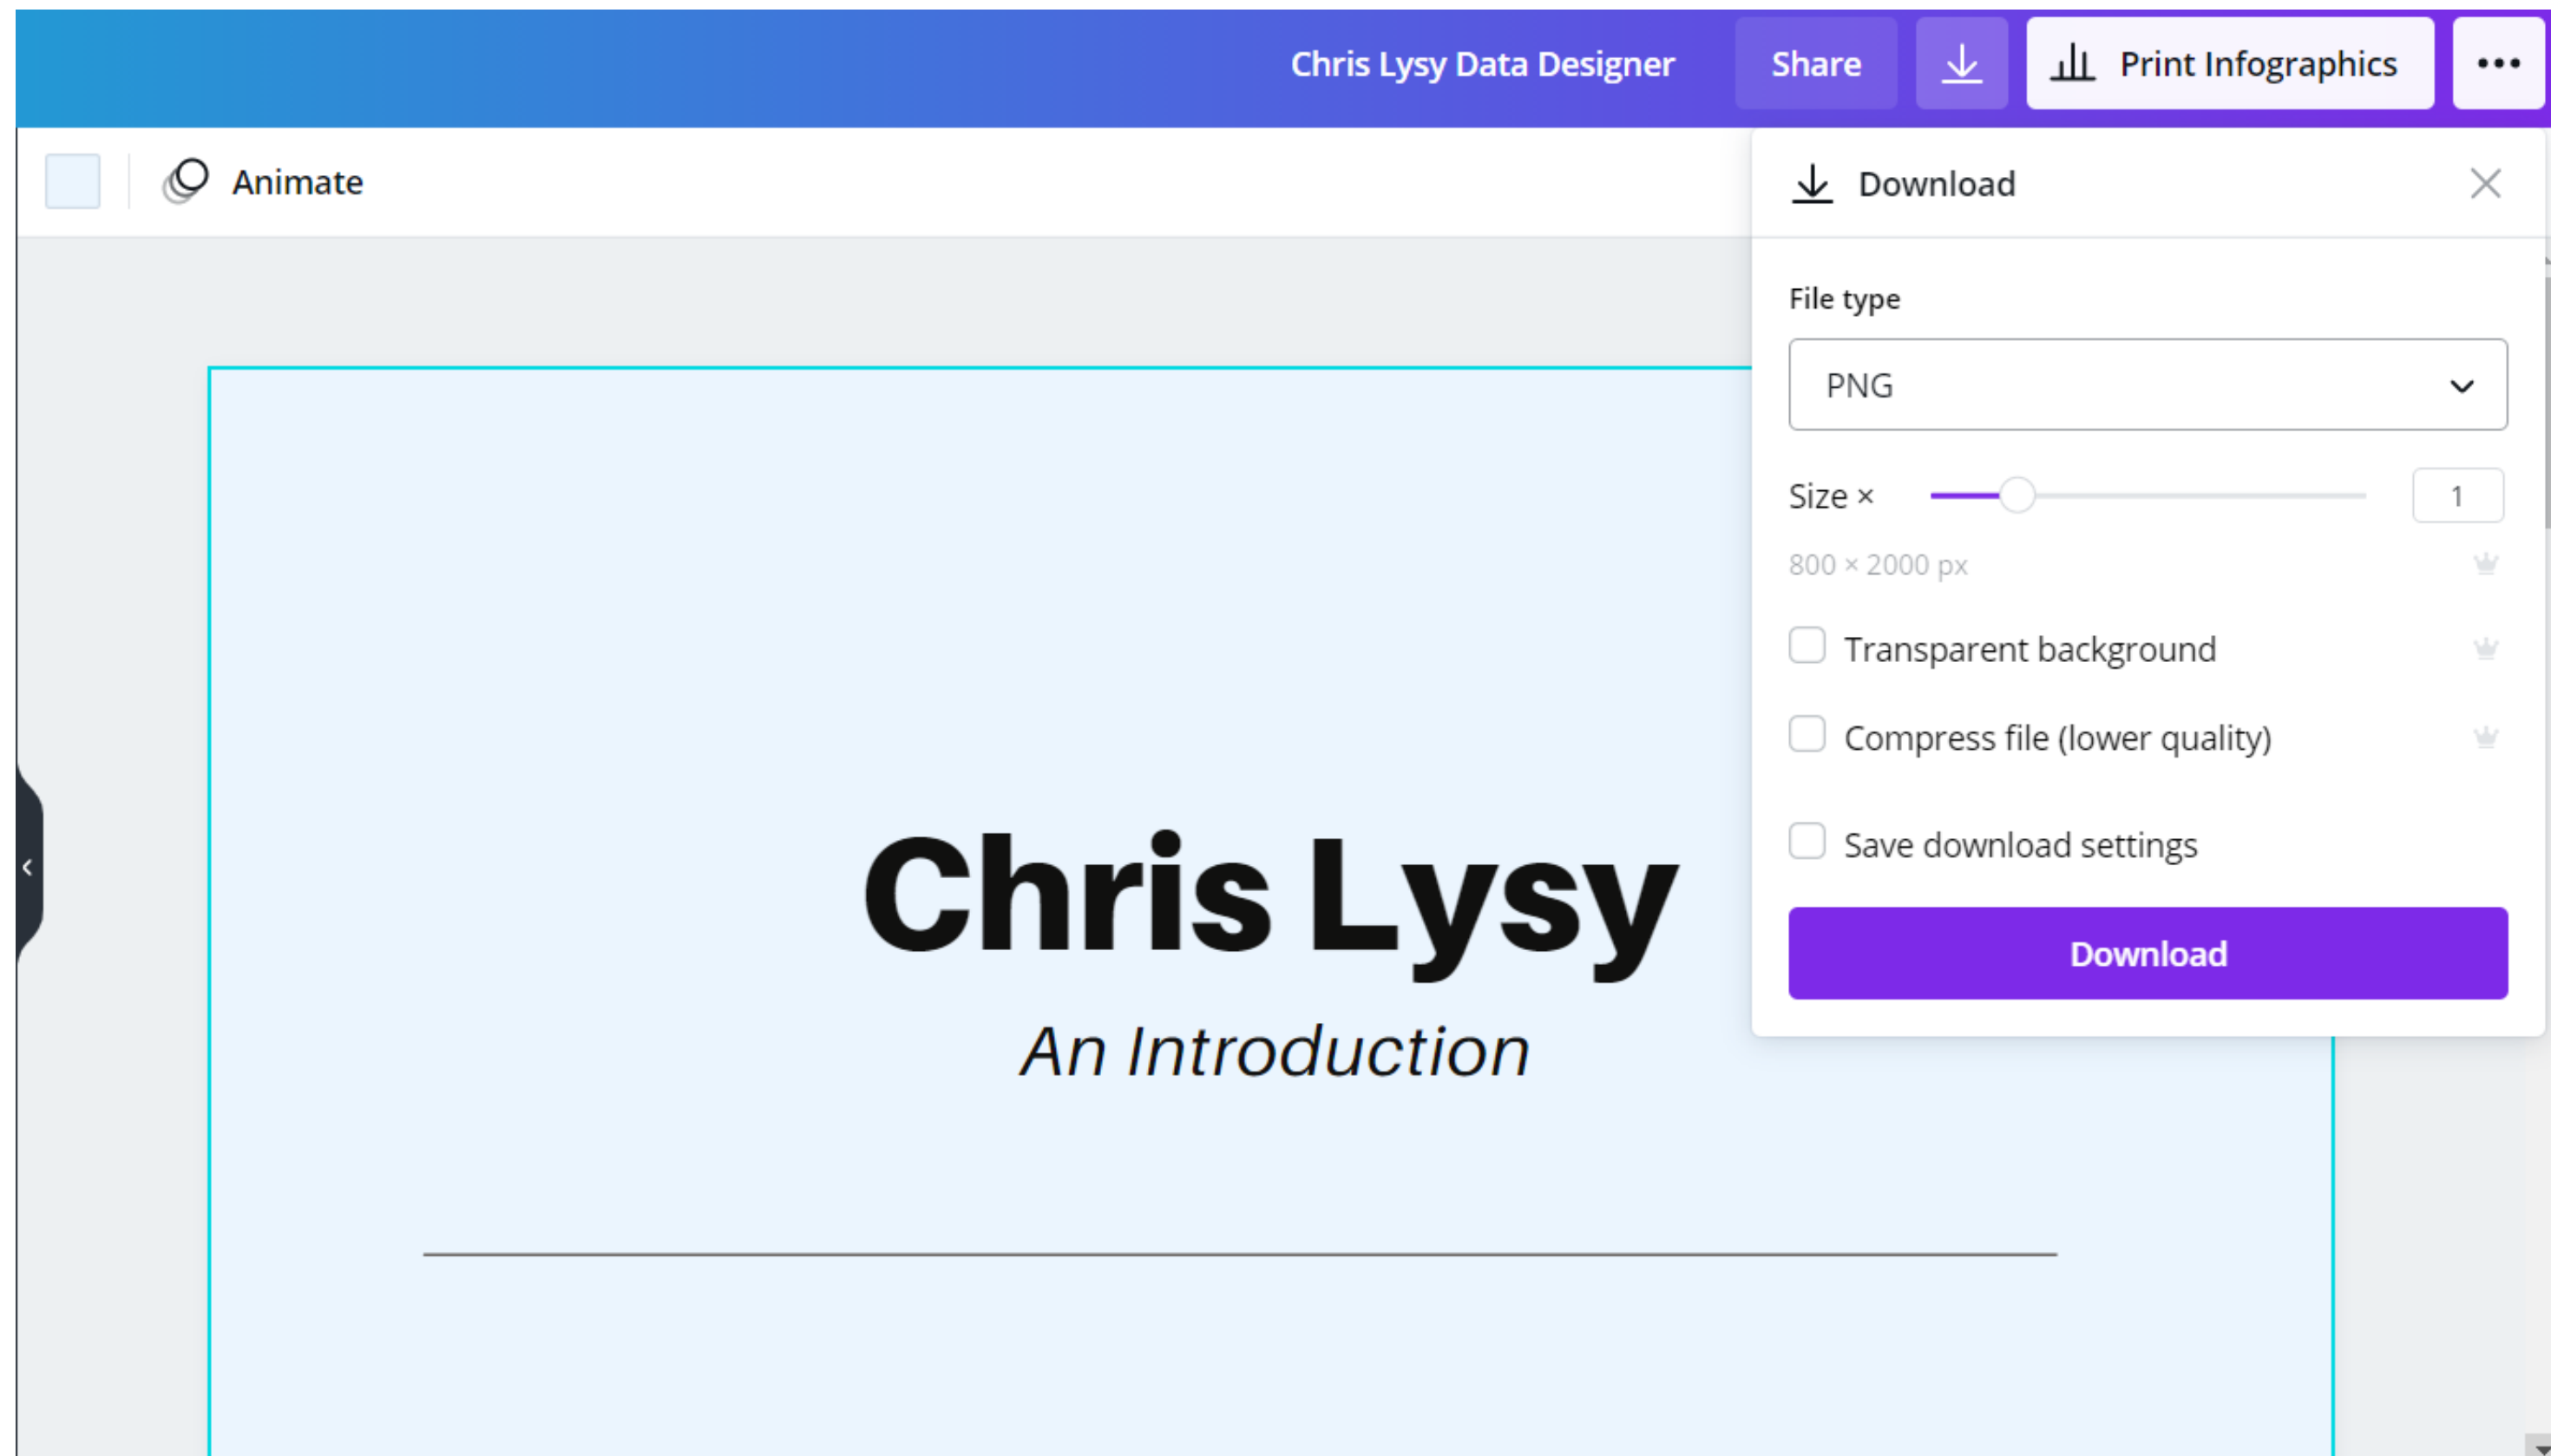 Chris Lysy Data Designer
Share
Print Infographics
Animate
Download
File type
PNG
Size ×
1
800 × 2000 px
Transparent background
Compress file (lower quality)
Save download settings
Download
Chris Lysy
An Introduction